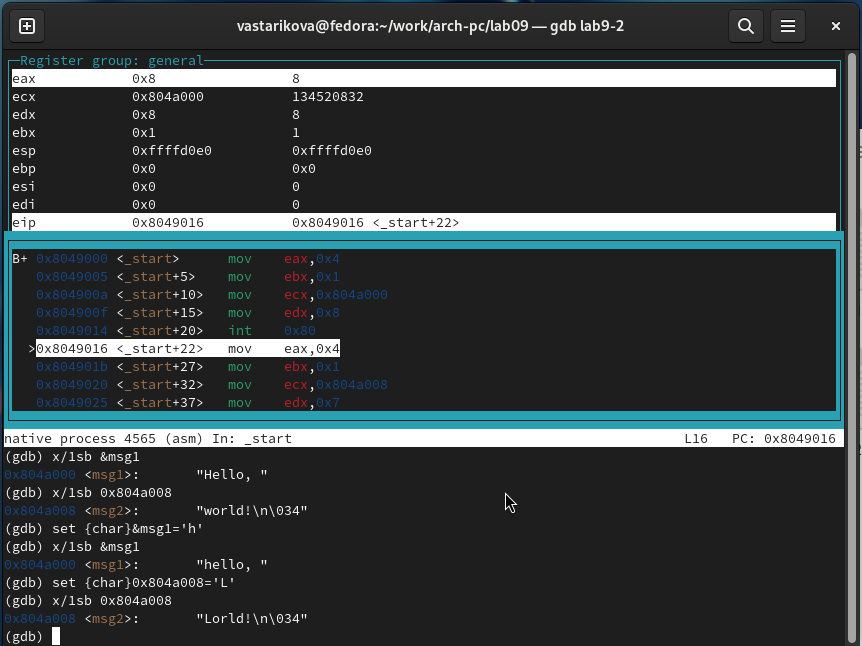 vastarikova@fedora:~/work/arch-pc/lab09 — gdb lab9-2
Register group: general
eax 0x8 8
ecx 0x804a000 134520832
edx 0x8 8
ebx 0x1 1
esp 0xffffd0e0 0xffffd0e0
ebp 0x0 0x0
esi 0x0 0
edi 0x0 0
eip 0x8049016 0x8049016 <_start+22>
B+ 0x8049000 <_start> mov eax,0x4
0x8049005 <_start+5> mov ebx,0x1
0x804900a <_start+10> mov ecx,0x804a000
0x804900f <_start+15> mov edx,0x8
0x8049014 <_start+20> int 0x80
>0x8049016 <_start+22> mov eax,0x4
0x804901b <_start+27> mov ebx,0x1
0x8049020 <_start+32> mov ecx,0x804a008
0x8049025 <_start+37> mov edx,0x7
native process 4565 (asm) In: _start L16 PC: 0x8049016
(gdb) x/1sb &msg1
0x804a000 <msg1>: "Hello, "
(gdb) x/1sb 0x804a008
0x804a008 <msg2>: "world!\n\034"
(gdb) set {char}&msg1='h'
(gdb) x/1sb &msg1
0x804a000 <msg1>: "hello, "
(gdb) set {char}0x804a008='L'
(gdb) x/1sb 0x804a008
0x804a008 <msg2>: "Lorld!\n\034"
(gdb)